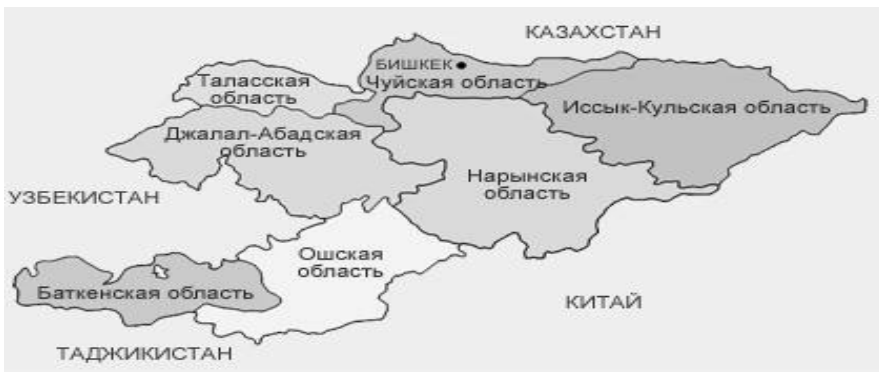 КАЗАХСТАН
БИШКЕК
Чуйская область
Таласская
область
Иссык-Кульская область
Джалал-Абадская
область
Нарынская
область
УЗБЕКИСТАН
Ошская
область
Баткенская область
КИТАЙ
ТАДЖИКИСТАН